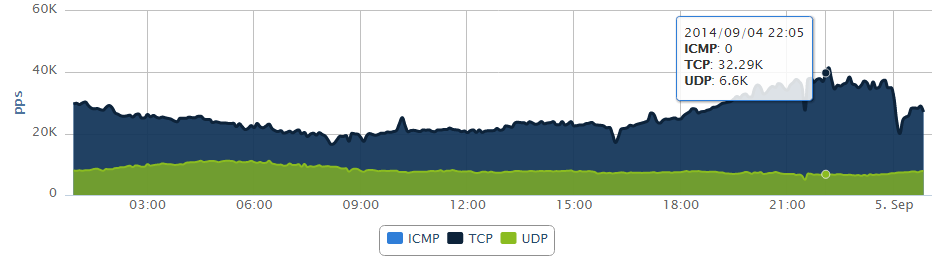 60K
2014/09/04 22:05
ICMP: 0
TCP: 32.29K
UDP: 6.6K
40K
pps
20K
0
03:00 06:00 09:00 12:00 15:00 18:00 21:00 5. Sep
ICMP TCP UDP